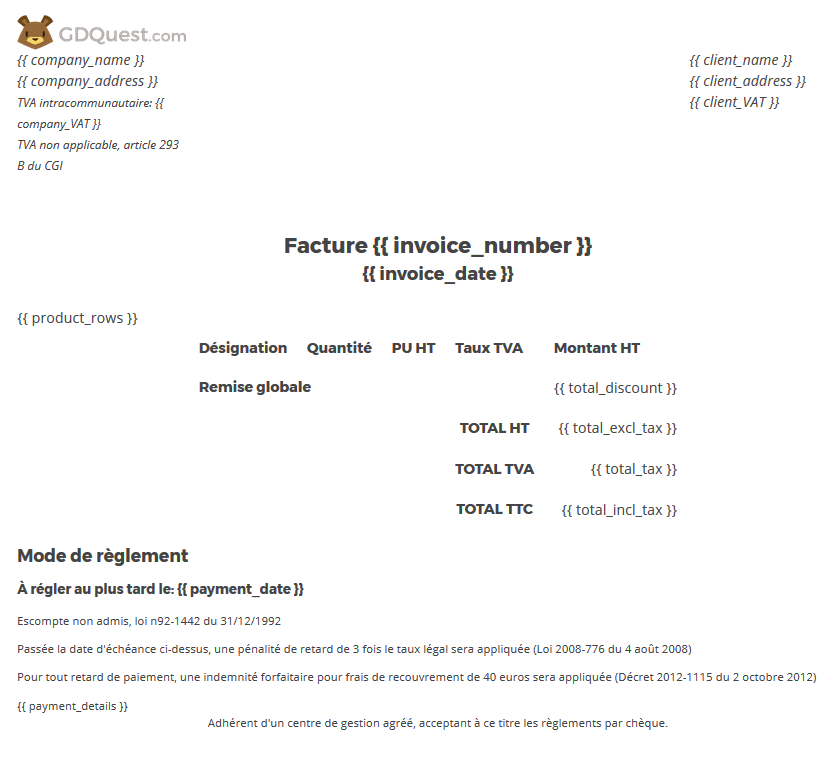 GDQuest.com
{{ company_name }}
{{ company_address }}
TVA intracommunautaire: {{
company_VAT }}
TVA non applicable, article 293
B du CGI
{{ client_name }}
{{ client_address }}
{{ client_VAT }}
Facture {{ invoice_number }}
{{ invoice_date }}
{{ product_rows }}
Désignation Quantité PU HT Taux TVA Montant HT
Remise globale {{ total_discount }}
TOTAL HT {{ total_excl_tax }}
TOTAL TVA {{ total_tax }}
TOTAL TTC {{ total_incl_tax }}
Mode de règlement
À régler au plus tard le: {{ payment_date }}
Escompte non admis, loi n92-1442 du 31/12/1992
Passée la date d'échéance ci-dessus, une pénalité de retard de 3 fois le taux légal sera appliquée (Loi 2008-776 du 4 août 2008)
Pour tout retard de paiement, une indemnité forfaitaire pour frais de recouvrement de 40 euros sera appliquée (Décret 2012-1115 du 2 octobre 2012)
{{ payment_details }}
Adhérent d'un centre de gestion agréé, acceptant à ce titre les règlements par chèque.